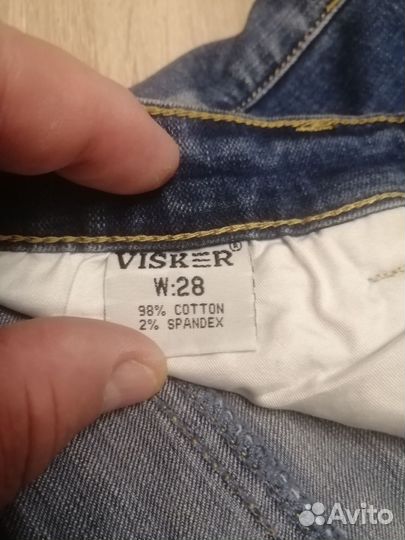 VISKER®
W:28
98% COTTON
2% SPANDEX
Avito